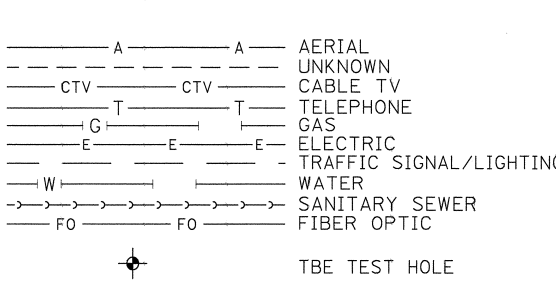 A A AERIAL
UNKNOWN
CTV CTV CABLE TV
T T TELEPHONE
G GAS
E E E ELECTRIC
TRAFFIC SIGNAL/LIGHTING
W WATER
SANITARY SEWER
FO FO FIBER OPTIC
TBE TEST HOLE